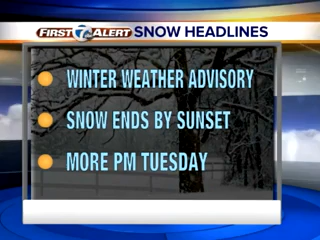 FIRST 7 ALERT SNOW HEADLINES
WINTER WEATHER ADVISORY
SNOW ENDS BY SUNSET
MORE PM TUESDAY